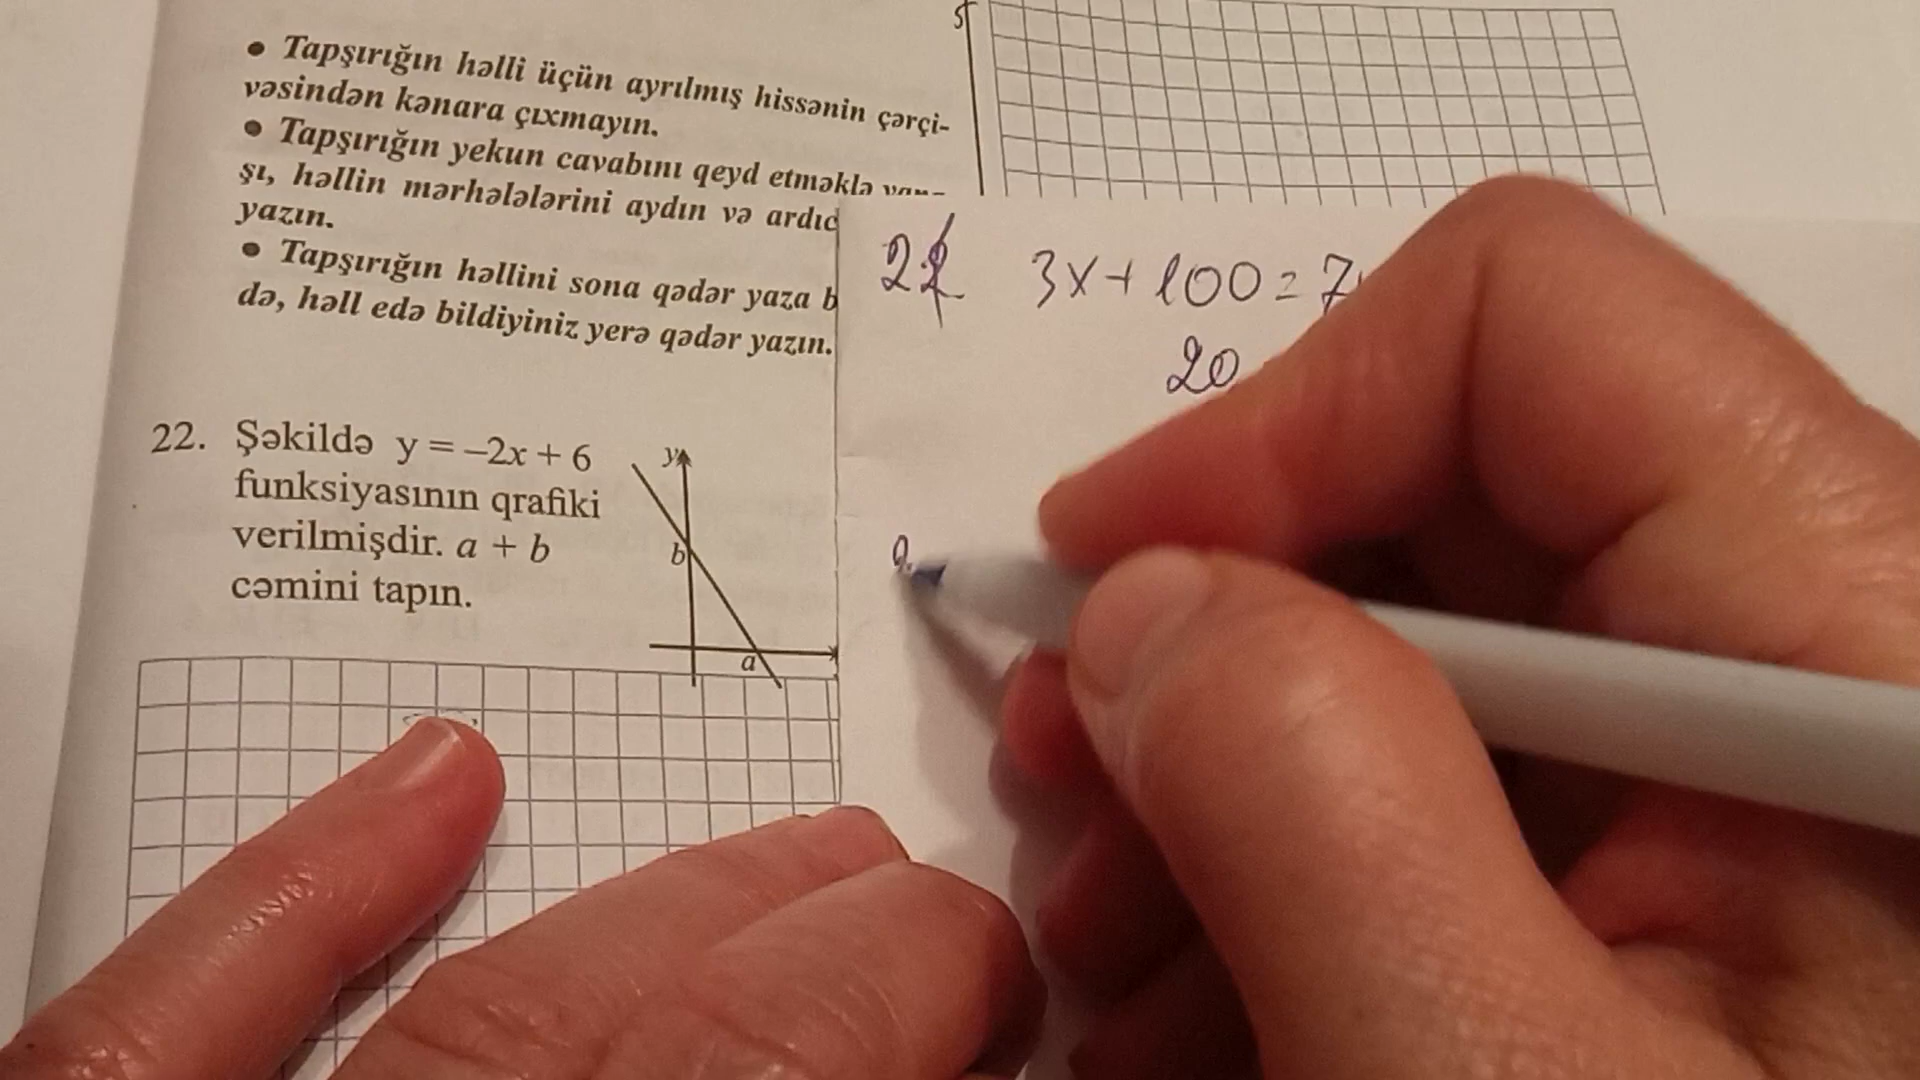 • Tapşırığın həlli üçün ayrılmış hissənin çərçi-
vəsindən kənara çıxmayın.
• Tapşırığın yekun cavabını qeyd etməklə
şı, həllin mərhələlərini aydın və ardıc
yazın.
• Tapşırığın həllini sona qədər yaza b
də, həll edə bildiyiniz yerə qədər yazın.
3x + 100 = 7
20
22. Şəkildə y = –2x + 6
funksiyasının qrafiki
verilmişdir. a + b
cəmini tapın.
y
b
a